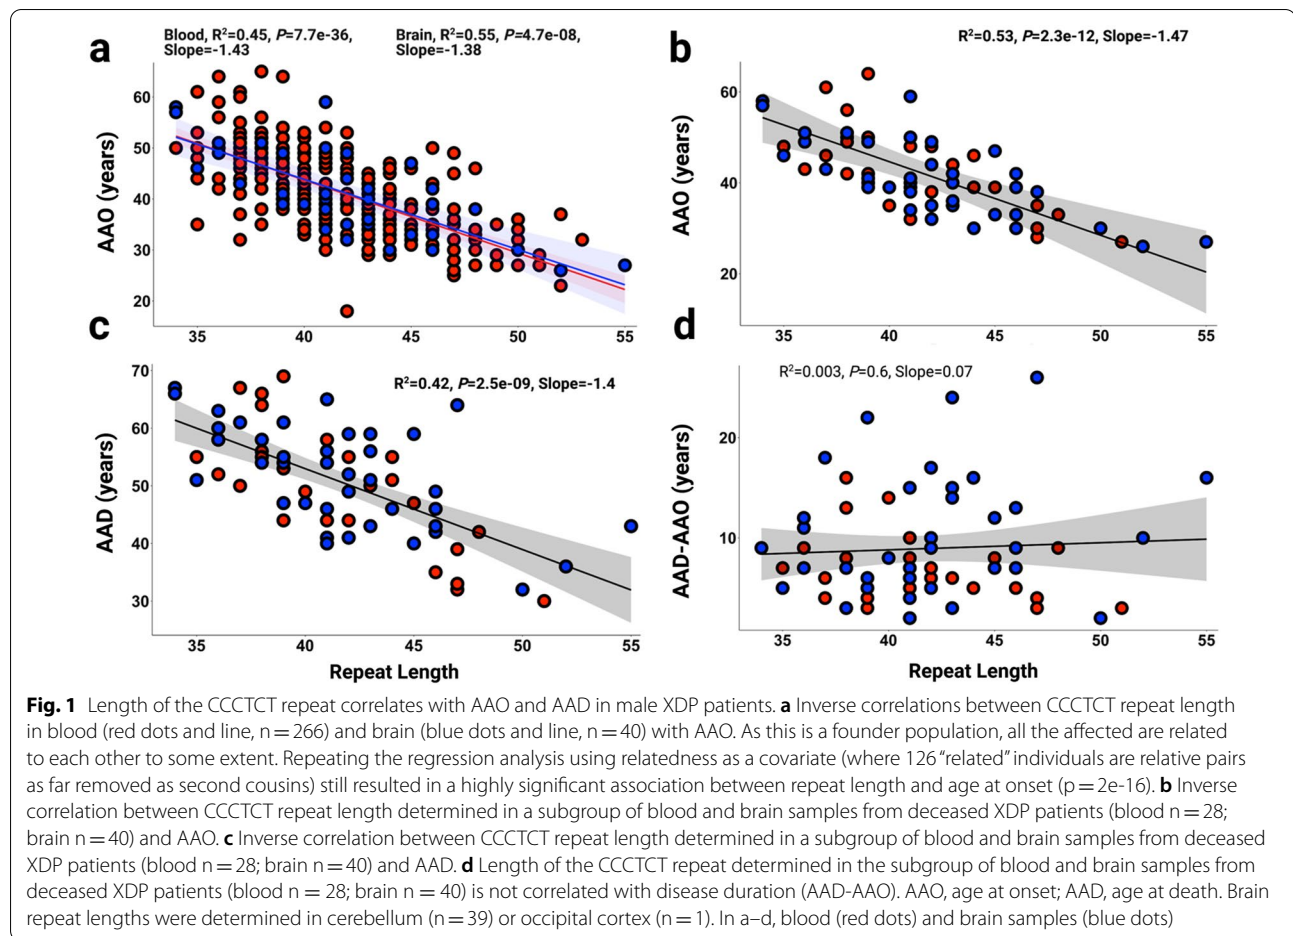 a
Blood, R²=0.45, P=7.7e-36,
Slope=-1.43
Brain, R²=0.55, P=4.7e-08,
Slope=-1.38
AAO (years)
60
50
40
30
20
35 40 45 50 55
b
R²=0.53, P=2.3e-12, Slope=-1.47
AAO (years)
60
40
20
35 40 45 50 55
c
R²=0.42, P=2.5e-09, Slope=-1.4
AAD (years)
70
60
50
40
30
35 40 45 50 55
Repeat Length
d
R²=0.003, P=0.6, Slope=0.07
AAD-AAO (years)
20
10
35 40 45 50 55
Repeat Length
Fig. 1 Length of the CCCTCT repeat correlates with AAO and AAD in male XDP patients. a Inverse correlations between CCCTCT repeat length
in blood (red dots and line, n = 266) and brain (blue dots and line, n = 40) with AAO. As this is a founder population, all the affected are related
to each other to some extent. Repeating the regression analysis using relatedness as a covariate (where 126 “related” individuals are relative pairs
as far removed as second cousins) still resulted in a highly significant association between repeat length and age at onset (p = 2e-16). b Inverse
correlation between CCCTCT repeat length determined in a subgroup of blood and brain samples from deceased XDP patients (blood n = 28;
brain n = 40) and AAO. c Inverse correlation between CCCTCT repeat length determined in a subgroup of blood and brain samples from deceased
XDP patients (blood n = 28; brain n = 40) and AAD. d Length of the CCCTCT repeat determined in the subgroup of blood and brain samples from
deceased XDP patients (blood n = 28; brain n = 40) is not correlated with disease duration (AAD-AAO). AAO, age at onset; AAD, age at death. Brain
repeat lengths were determined in cerebellum (n = 39) or occipital cortex (n = 1). In a–d, blood (red dots) and brain samples (blue dots)